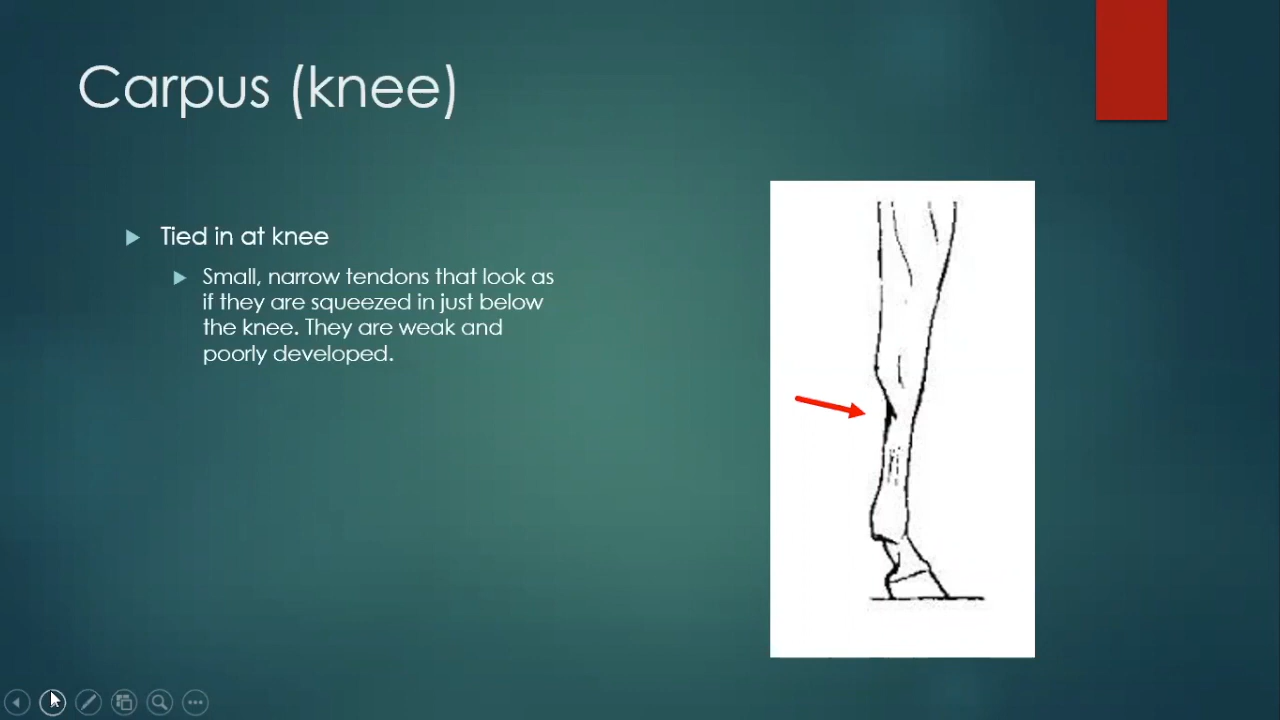 Carpus (knee)
Tied in at knee
Small, narrow tendons that look as
if they are squeezed in just below
the knee. They are weak and
poorly developed.